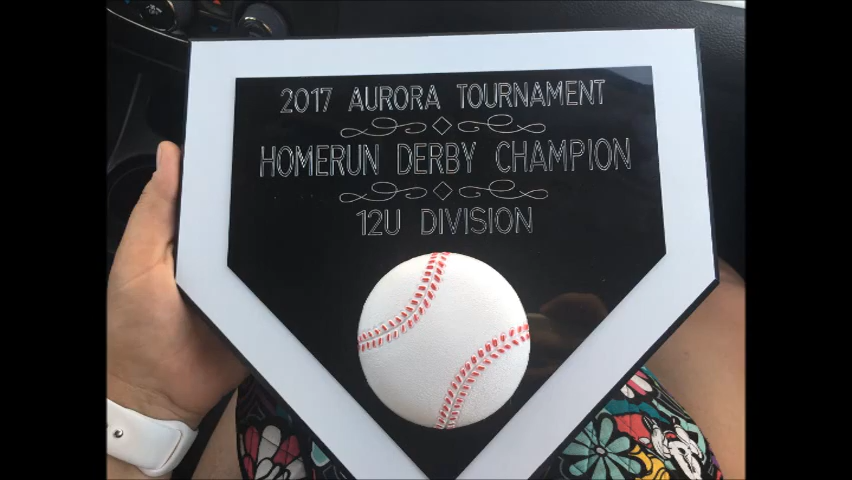 2017 AURORA TOURNAMENT
HOMERUN DERBY CHAMPION
12U DIVISION